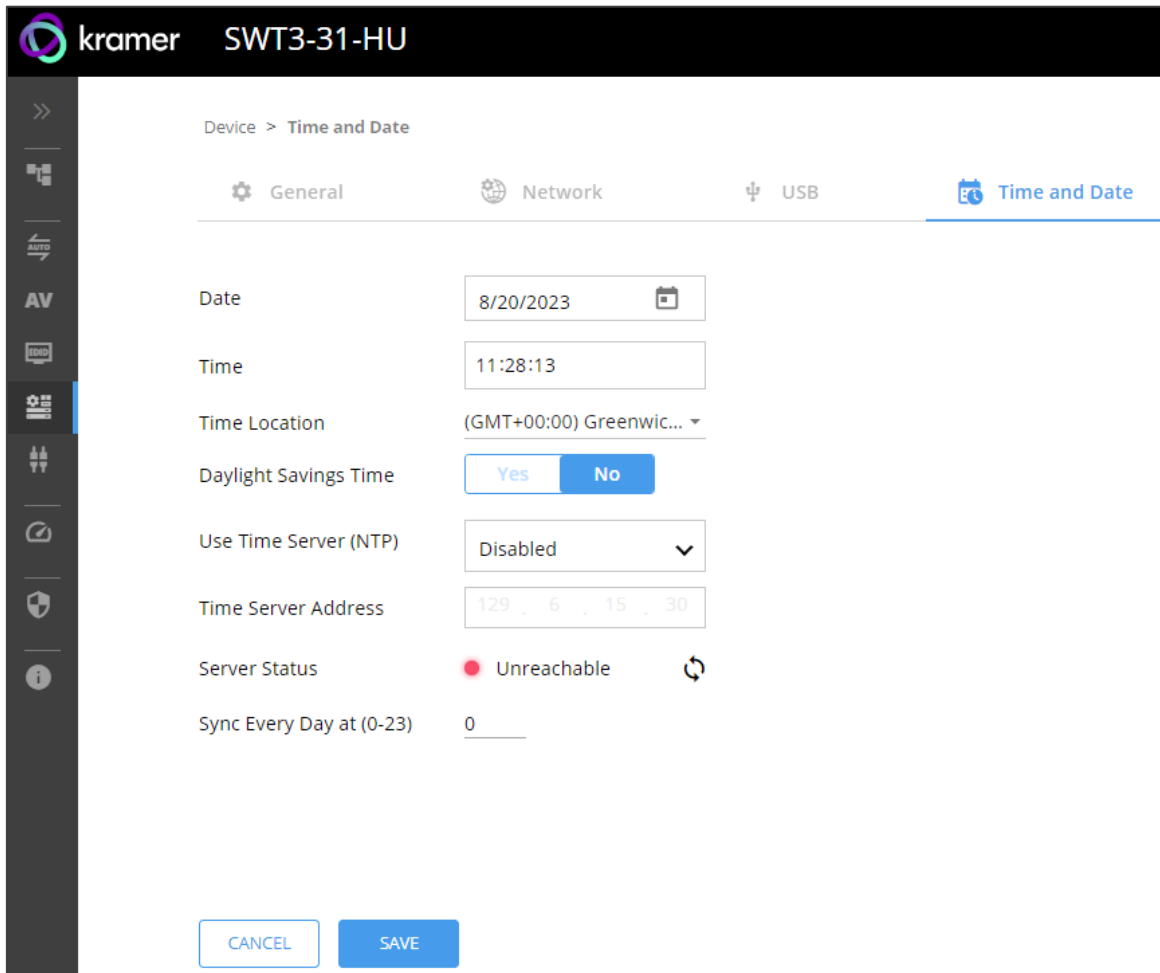 kramer SWT3-31-HU
Device > Time and Date
General Network USB Time and Date
Date 8/20/2023
Time 11:28:13
Time Location (GMT+00:00) Greenwic...
AUTO
AV
EDID
Daylight Savings Time Yes No
Use Time Server (NTP) Disabled
Time Server Address 129 . 6 . 15 . 30
Server Status Unreachable
Sync Every Day at (0-23) 0
CANCEL SAVE